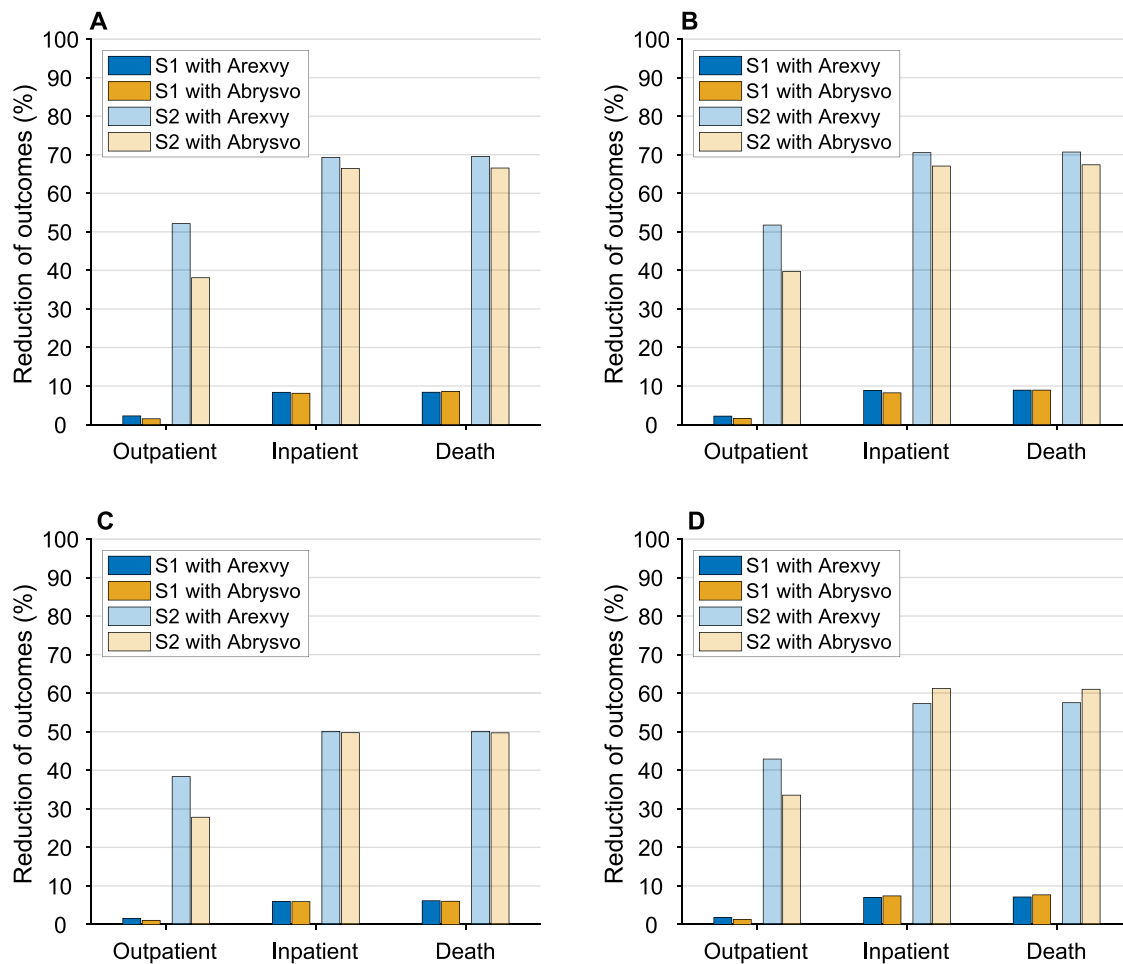 A
Reduction of outcomes (%)
100
90
80
70
60
50
40
30
20
10
0
S1 with Arexvy
S1 with Abrysvo
S2 with Arexvy
S2 with Abrysvo
Outpatient
Inpatient
Death
B
Reduction of outcomes (%)
100
90
80
70
60
50
40
30
20
10
0
S1 with Arexvy
S1 with Abrysvo
S2 with Arexvy
S2 with Abrysvo
Outpatient
Inpatient
Death
C
Reduction of outcomes (%)
100
90
80
70
60
50
40
30
20
10
0
S1 with Arexvy
S1 with Abrysvo
S2 with Arexvy
S2 with Abrysvo
Outpatient
Inpatient
Death
D
Reduction of outcomes (%)
100
90
80
70
60
50
40
30
20
10
0
S1 with Arexvy
S1 with Abrysvo
S2 with Arexvy
S2 with Abrysvo
Outpatient
Inpatient
Death